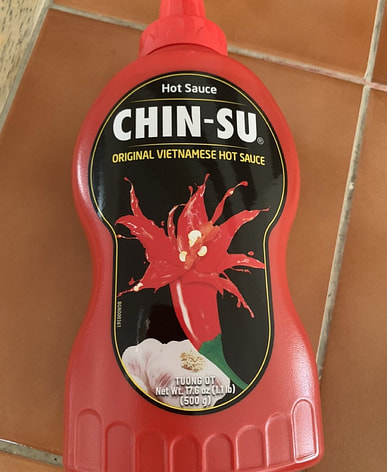 Hot Sauce
CHIN-SU®
ORIGINAL VIETNAMESE HOT SAUCE
TUONG OT
Net Wt. 17.6 oz (1.1 lb)
(500 g)